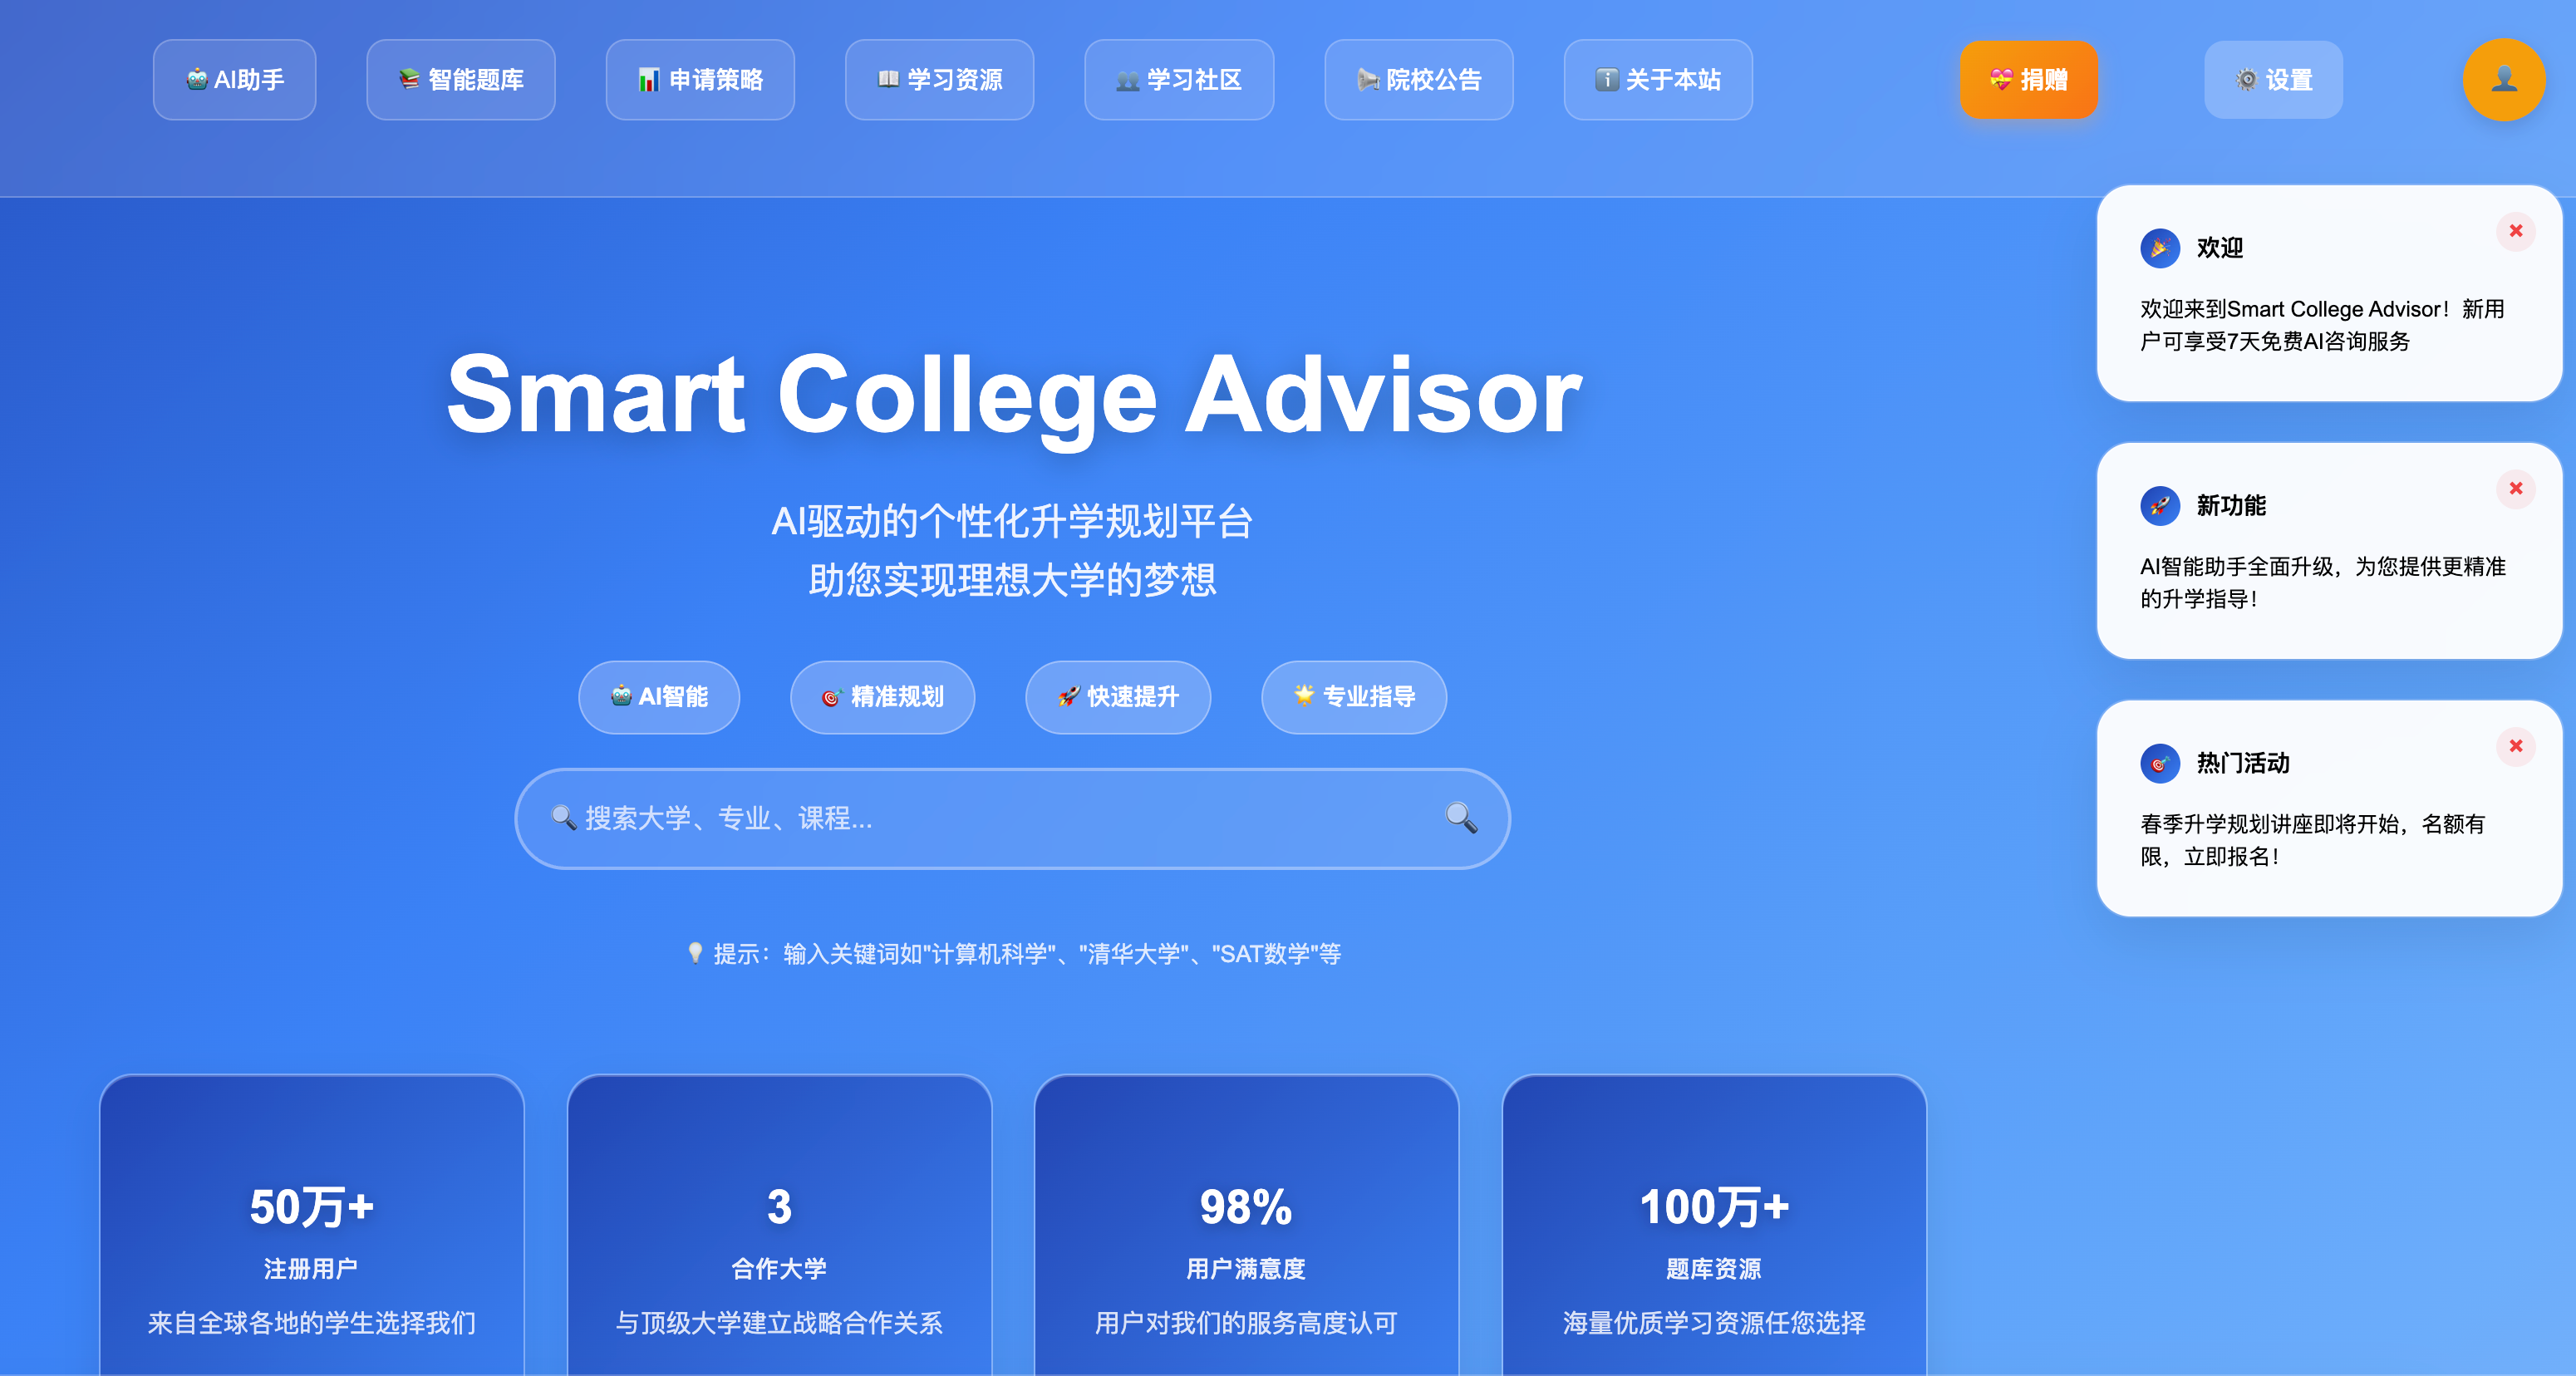 🤖 AI助手
📚 智能题库
📊 申请策略
📖 学习资源
👥 学习社区
📢 院校公告
ℹ️ 关于本站
💝 捐赠
⚙️ 设置
Smart College Advisor
AI驱动的个性化升学规划平台
助您实现理想大学的梦想
🤖 AI智能
🎯 精准规划
🚀 快速提升
🌟 专业指导
🔍 搜索大学、专业、课程...
💡 提示：输入关键词如"计算机科学"、"清华大学"、"SAT数学"等
50万+
注册用户
来自全球各地的学生选择我们
3
合作大学
与顶级大学建立战略合作关系
98%
用户满意度
用户对我们的服务高度认可
100万+
题库资源
海量优质学习资源任您选择
欢迎
欢迎来到Smart College Advisor！新用
户可享受7天免费AI咨询服务
新功能
AI智能助手全面升级，为您提供更精准
的升学指导！
热门活动
春季升学规划讲座即将开始，名额有
限，立即报名！